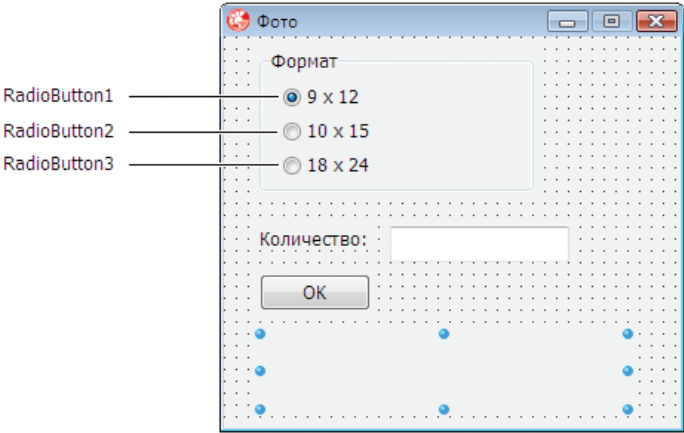 Фото
Формат
RadioButton1
9 x 12
RadioButton2
10 x 15
RadioButton3
18 x 24
Количество:
OK